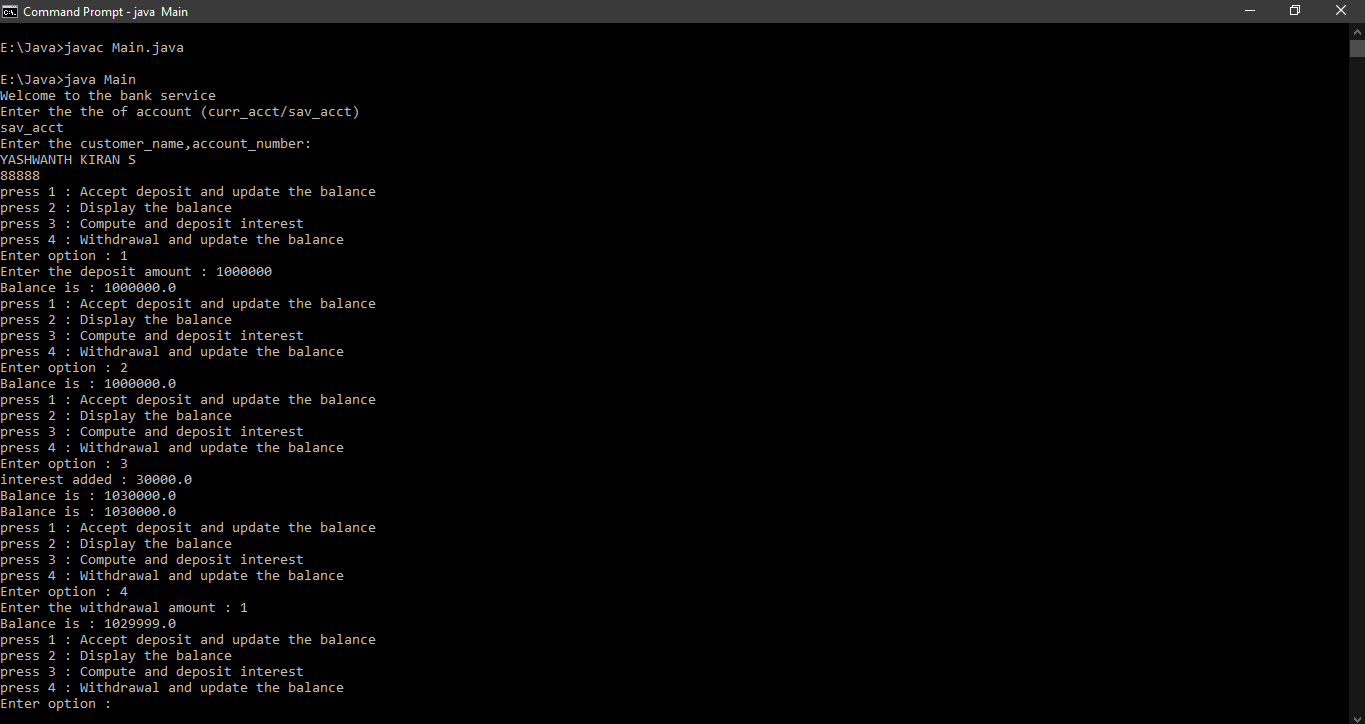 Command Prompt - java Main
E:\Java>javac Main.java
E:\Java>java Main
Welcome to the bank service
Enter the the of account (curr_acct/sav_acct)
sav_acct
Enter the customer_name,account_number:
YASHWANTH KIRAN S
88888
press 1 : Accept deposit and update the balance
press 2 : Display the balance
press 3 : Compute and deposit interest
press 4 : Withdrawal and update the balance
Enter option : 1
Enter the deposit amount : 1000000
Balance is : 1000000.0
press 1 : Accept deposit and update the balance
press 2 : Display the balance
press 3 : Compute and deposit interest
press 4 : Withdrawal and update the balance
Enter option : 2
Balance is : 1000000.0
press 1 : Accept deposit and update the balance
press 2 : Display the balance
press 3 : Compute and deposit interest
press 4 : Withdrawal and update the balance
Enter option : 3
interest added : 30000.0
Balance is : 1030000.0
Balance is : 1030000.0
press 1 : Accept deposit and update the balance
press 2 : Display the balance
press 3 : Compute and deposit interest
press 4 : Withdrawal and update the balance
Enter option : 4
Enter the withdrawal amount : 1
Balance is : 1029999.0
press 1 : Accept deposit and update the balance
press 2 : Display the balance
press 3 : Compute and deposit interest
press 4 : Withdrawal and update the balance
Enter option :